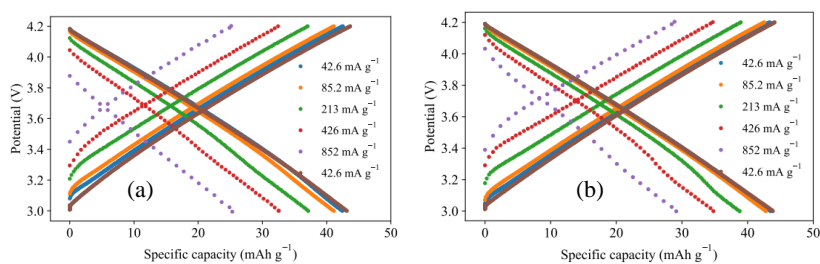 4.2
4.0
3.8
3.6
3.4
3.2
3.0
Potential (V)
42.6 mA g⁻¹
85.2 mA g⁻¹
213 mA g⁻¹
426 mA g⁻¹
852 mA g⁻¹
42.6 mA g⁻¹
(a)
0 10 20 30 40 50
Specific capacity (mAh g⁻¹)
4.2
4.0
3.8
3.6
3.4
3.2
3.0
Potential (V)
42.6 mA g⁻¹
85.2 mA g⁻¹
213 mA g⁻¹
426 mA g⁻¹
852 mA g⁻¹
42.6 mA g⁻¹
(b)
0 10 20 30 40 50
Specific capacity (mAh g⁻¹)